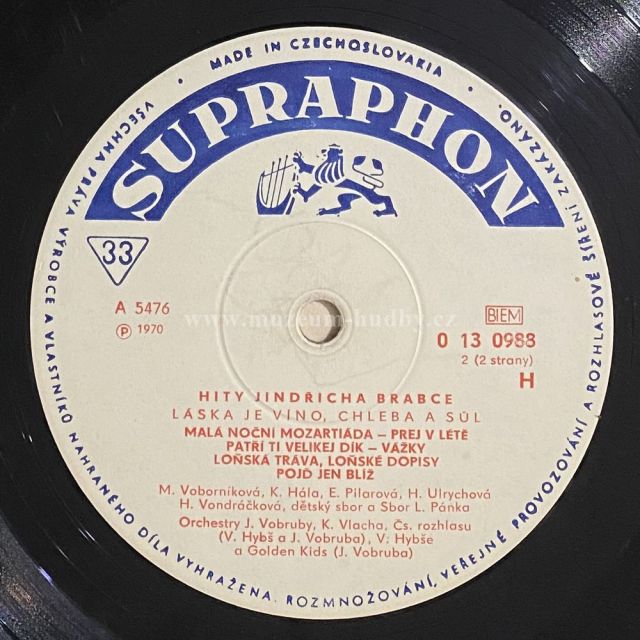 MADE IN CZECHOSLOVAKIA
SUPRAPHON
33
A 5476
Ⓟ 1970
BIEM
0 13 0988
2 (2 strany)
H
www.muzeum-hudby.cz
HITY JINDŘICHA BRABCE
LÁSKA JE VÍNO, CHLEBA A SŮL
MALÁ NOČNÍ MOZARTIÁDA – PREJ V LÉTĚ
PATŘÍ TI VELIKEJ DÍK – VÁŽKY
LOŇSKÁ TRÁVA, LOŇSKÉ DOPISY
POJĎ JEN BLÍŽ
M. Voborníková, K. Hála, E. Pilarová, H. Ulrychová
H. Vondráčková, dětský sbor a Sbor L. Pánka
Orchestry J. Vobruby, K. Vlacha, Čs. rozhlasu
(V. Hybš a J. Vobruba), V. Hybše
a Golden Kids (J. Vobruba)
VŠECHNA PRÁVA VÝROBCE A VLASTNÍKŮ NAHRANÉHO DÍLA VYHRAŽENA. ROZMNOŽOVÁNÍ, VEŘEJNÉ PROVOZOVÁNÍ A ROZHLASOVÉ ŠÍŘENÍ ZAKÁZÁNO.